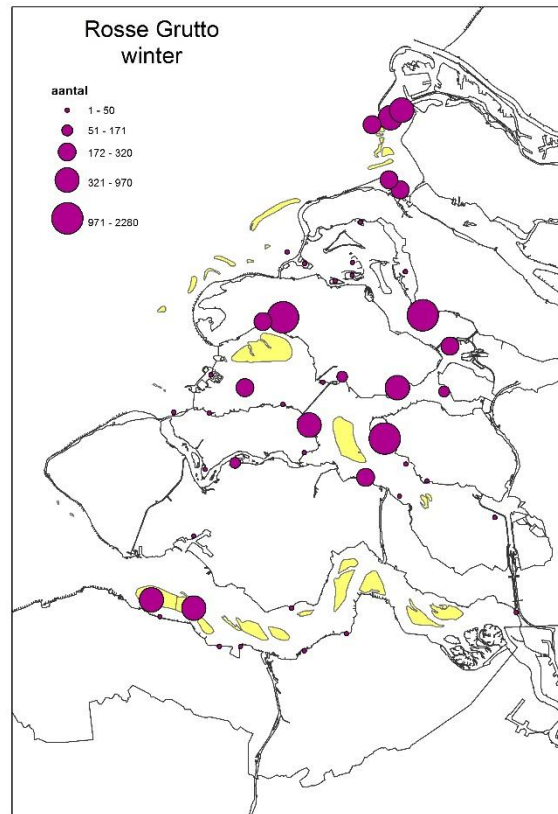 Rosse Grutto
winter
aantal
1 - 50
51 - 171
172 - 320
321 - 970
971 - 2280